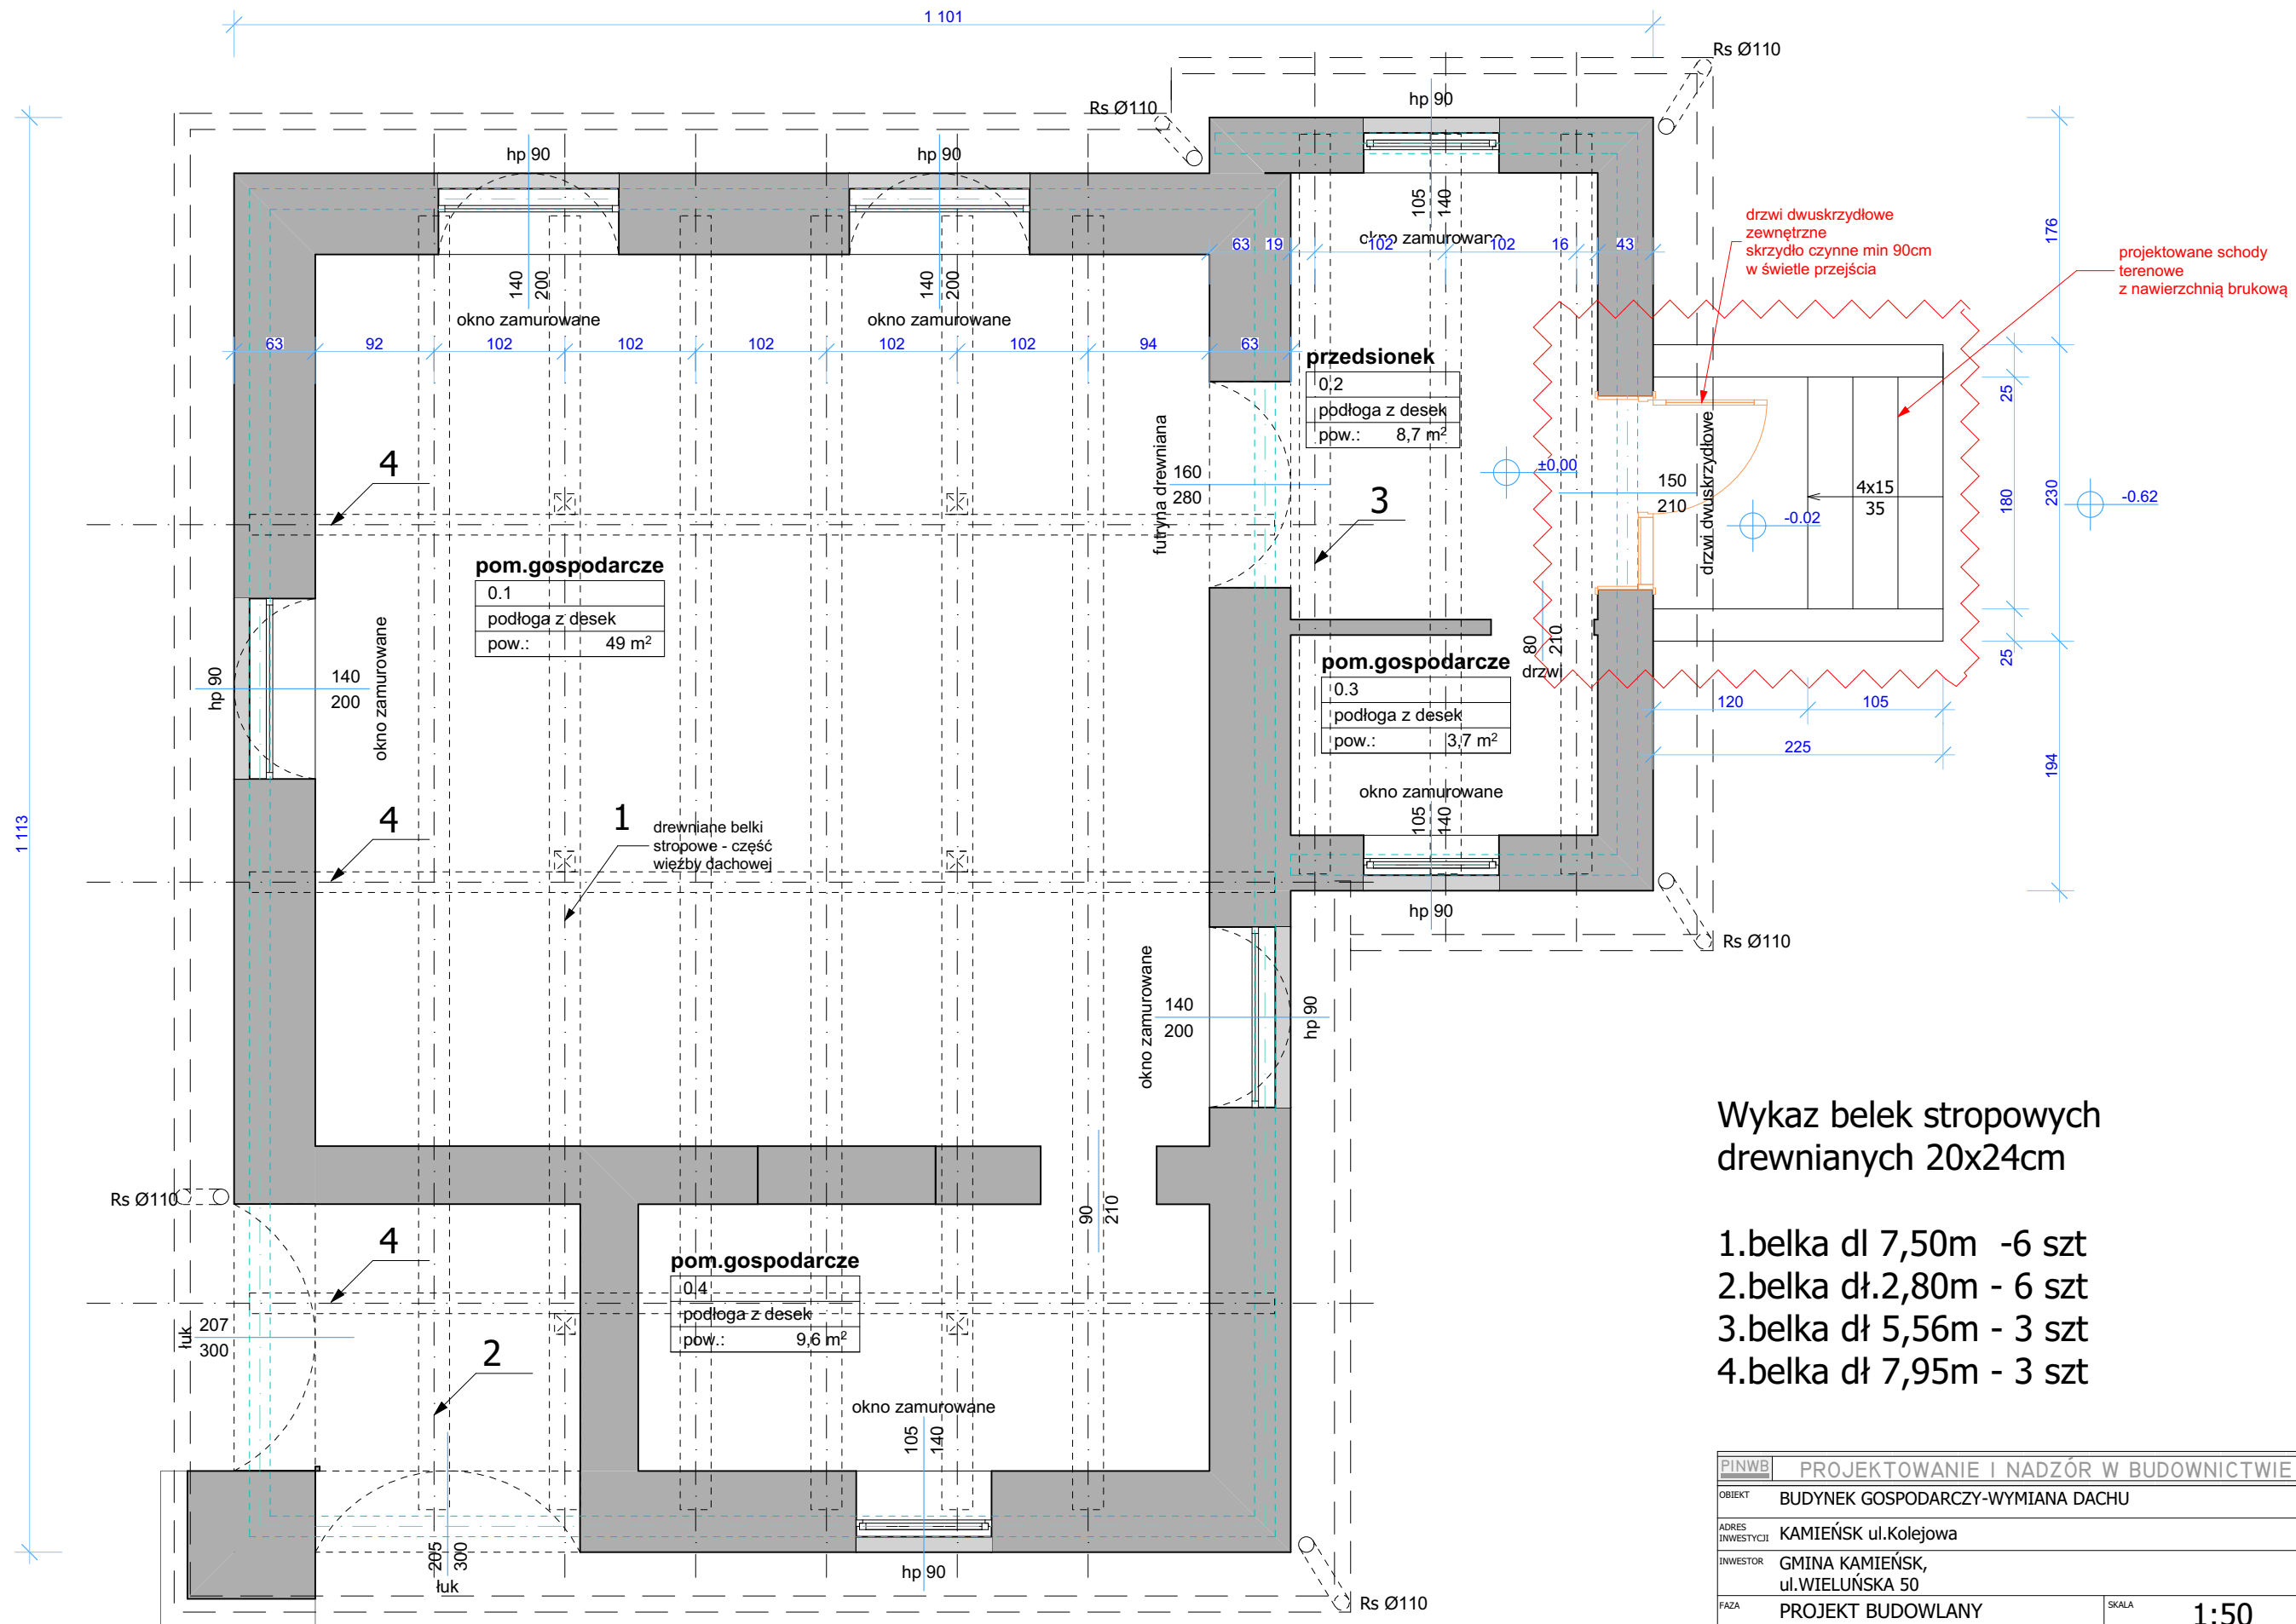 1 101
Rs Ø110
Rs Ø110
hp 90
hp 90
hp 90
105
140
okno zamurowane
63 19 102 102 16 43
drzwi dwuskrzydłowe
zewnętrzne
skrzydło czynne min 90cm
w świetle przejścia
176
projektowane schody
terenowe
z nawierzchnią brukową
140
200
okno zamurowane
140
200
okno zamurowane
63 92 102 102 102 102 102 94 63
przedsionek
0.2
podłoga z desek
pow.: 8,7 m²
25
futryna drewniana
160
280
±0,00
150
210
drzwi dwuskrzydłowe
4x15
35
-0.02
180
230
-0.62
4
3
pom.gospodarcze
0.1
podłoga z desek
pow.: 49 m²
hp 90
140
200
okno zamurowane
80
210
drzwi
25
pom.gospodarcze
0.3
podłoga z desek
pow.: 3,7 m²
120 105
225
194
okno zamurowane
105
140
hp 90
4
1
drewniane belki
stropowe - część
więźby dachowej
1 113
Rs Ø110
okno zamurowane
140
200
hp 90
Wykaz belek stropowych
drewnianych 20x24cm
1.belka dl 7,50m -6 szt
2.belka dł.2,80m - 6 szt
3.belka dł 5,56m - 3 szt
4.belka dł 7,95m - 3 szt
Rs Ø110
90
210
4
pom.gospodarcze
0.4
podłoga z desek
pow.: 9,6 m²
łuk
207
300
2
okno zamurowane
105
140
205
300
łuk
hp 90
Rs Ø110
PINWB PROJEKTOWANIE I NADZÓR W BUDOWNICTWIE
OBIEKT BUDYNEK GOSPODARCZY-WYMIANA DACHU
ADRES
INWESTYCJI KAMIEŃSK ul.Kolejowa
INWESTOR GMINA KAMIEŃSK,
ul.WIELUŃSKA 50
FAZA PROJEKT BUDOWLANY SKALA 1:50